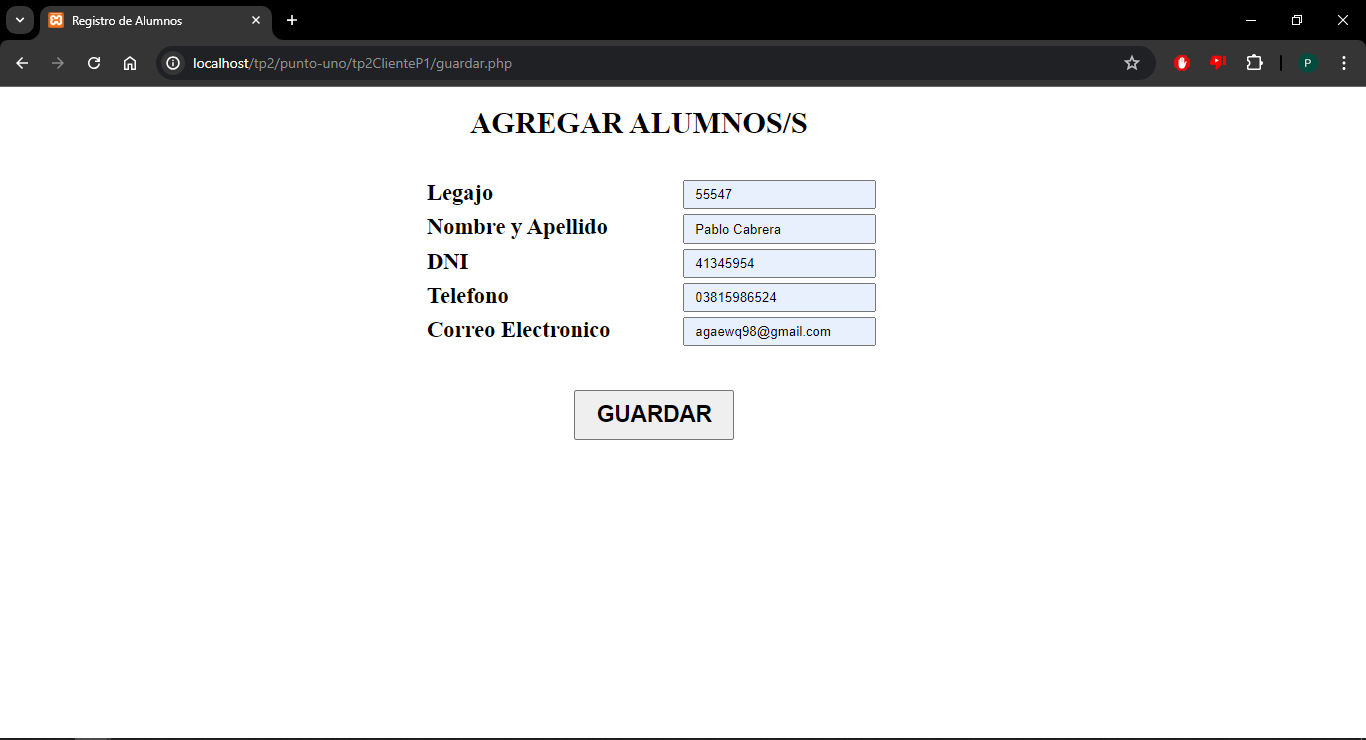 Registro de Alumnos
localhost/tp2/punto-uno/tp2ClienteP1/guardar.php
P
AGREGAR ALUMNOS/S
Legajo 55547
Nombre y Apellido Pablo Cabrera
DNI 41345954
Telefono 03815986524
Correo Electronico agaewq98@gmail.com
GUARDAR